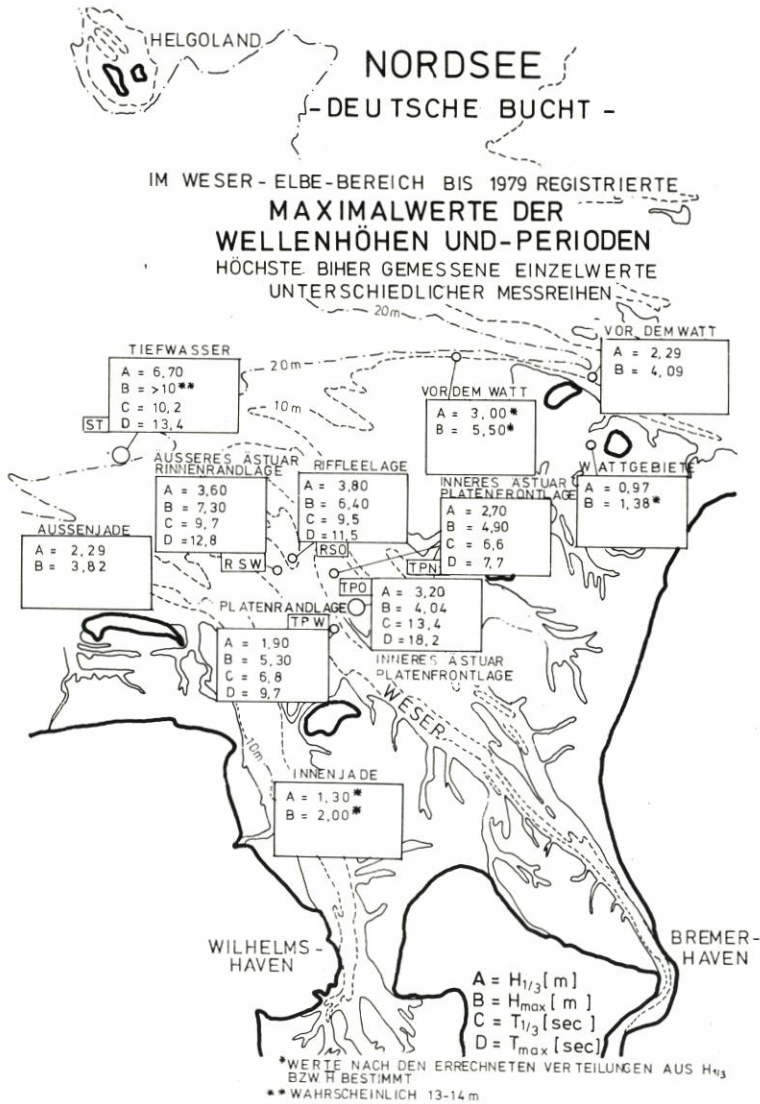 HELGOLAND
NORDSEE
-DEUTSCHE BUCHT-
IM WESER-ELBE-BEREICH BIS 1979 REGISTRIERTE
MAXIMALWERTE DER
WELLENHÖHEN UND-PERIODEN
HÖCHSTE BIHER GEMESSENE EINZELWERTE
UNTERSCHIEDLICHER MESSREIHEN
20m
VOR DEM WATT
A = 2,29
B = 4,09
TIEFWASSER
A = 6,70
B = >10**
C = 10,2
D = 13,4
ST
20m
10m
VOR DEM WATT
A = 3,00*
B = 5,50*
WATTGEBIETE
A = 0,97
B = 1,38*
ÄUSSERES ÄSTUAR
RINNENRANDLAGE
A = 3,60
B = 7,30
C = 9,7
D = 12,8
RSW
RIFFLEELAGE
A = 3,80
B = 6,40
C = 9,5
D = 11,5
RSO
INNERES ÄSTUAR
PLATENFRONTLAGE
A = 2,70
B = 4,90
C = 6,6
D = 7,7
TPN
AUSSENJADE
A = 2,29
B = 3,82
TPO
A = 3,20
B = 4,04
C = 13,4
D = 18,2
INNERES ÄSTUAR
PLATENFRONTLAGE
PLATENRANDLAGE
TPW
A = 1,90
B = 5,30
C = 6,8
D = 9,7
WESER
10m
INNENJADE
A = 1,30*
B = 2,00*
WILHELMS-
HAVEN
BREMER-
HAVEN
A = H1/3 [m]
B = Hmax [m]
C = T1/3 [sec]
D = Tmax [sec]
*WERTE NACH DEN ERRECHNETEN VERTEILUNGEN AUS H1/3
BZW. H̅ BESTIMMT
** WAHRSCHEINLICH 13-14m